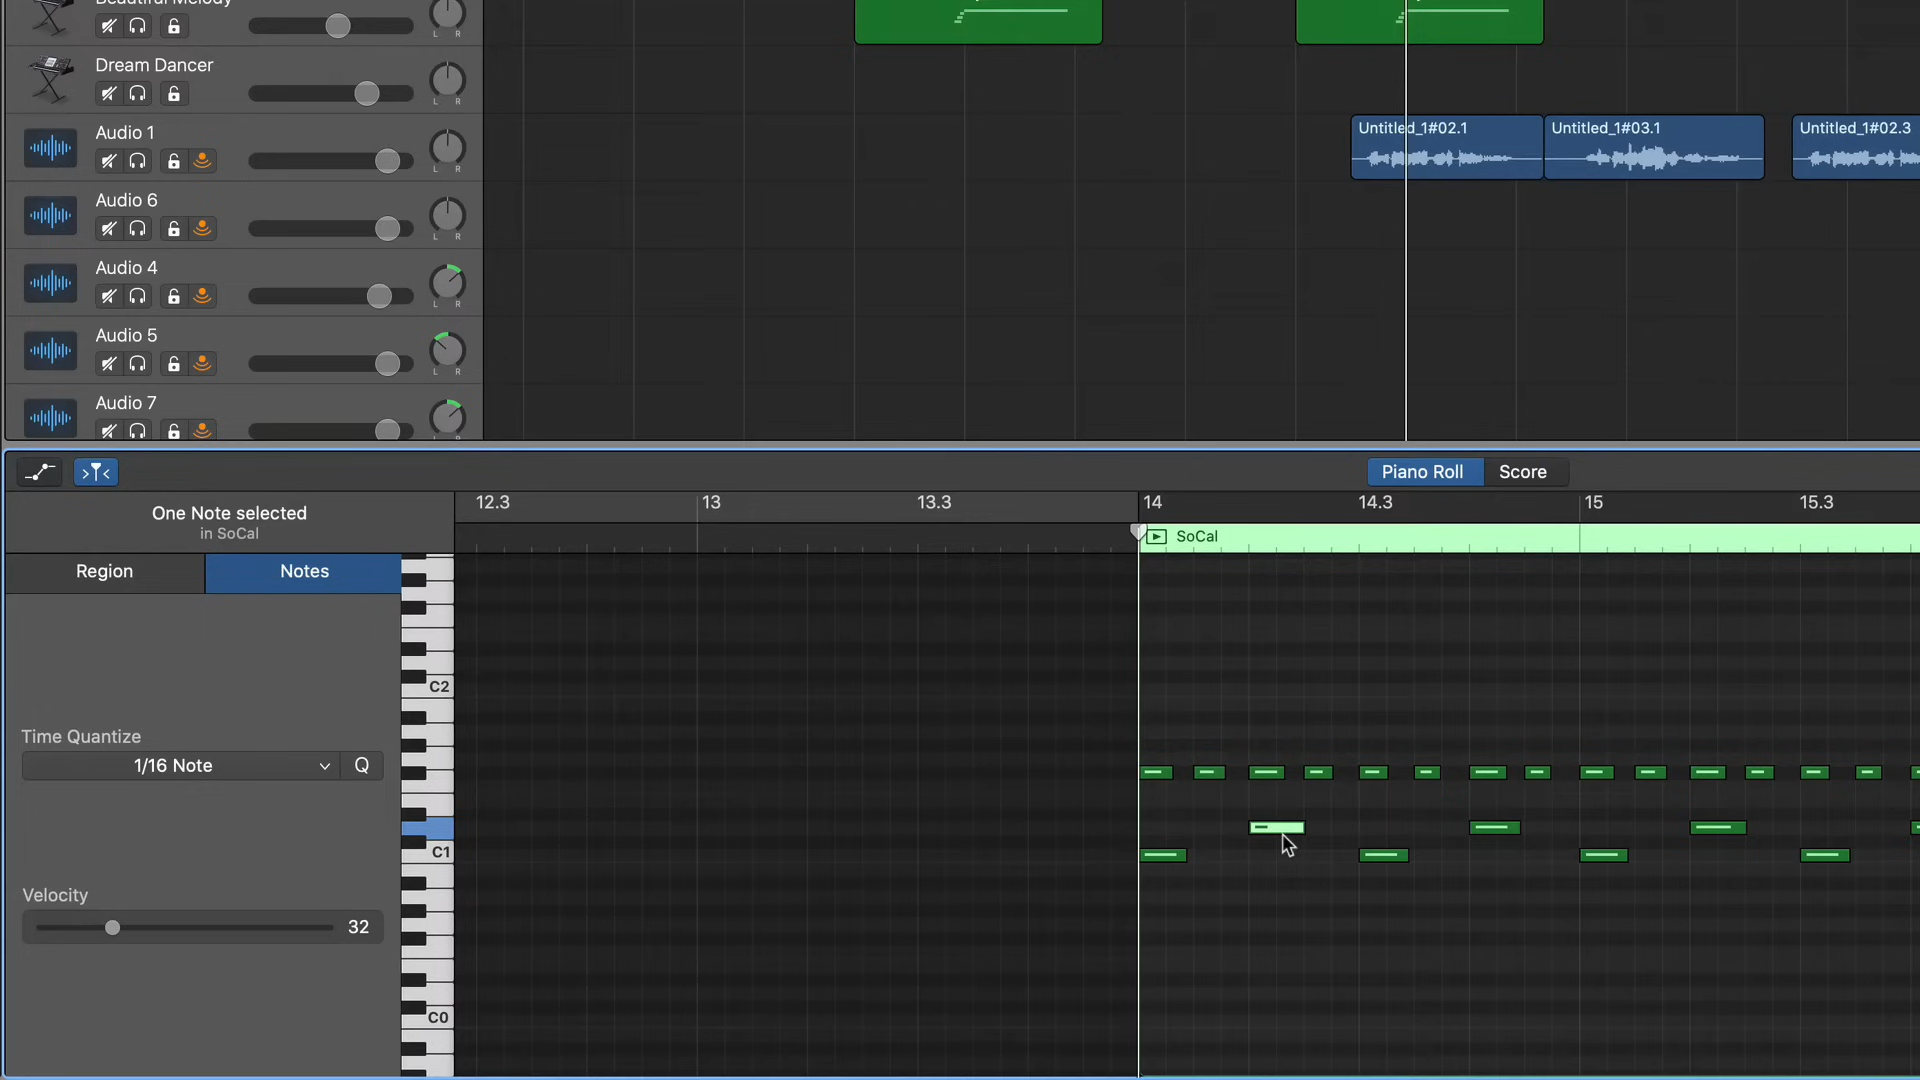 Beautiful Melody
L R
Dream Dancer
L R
Audio 1
L R
Untitled_1#02.1
Untitled_1#03.1
Untitled_1#02.3
Audio 6
L R
Audio 4
L R
Audio 5
L R
Audio 7
L R
Piano Roll
Score
One Note selected
in SoCal
12.3
13
13.3
14
14.3
15
15.3
SoCal
Region
Notes
C2
Time Quantize
1/16 Note
Q
C1
Velocity
32
C0